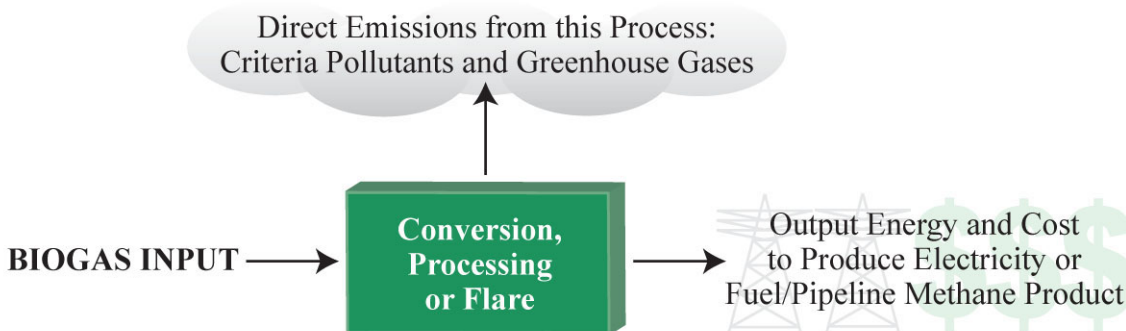 Direct Emissions from this Process:
Criteria Pollutants and Greenhouse Gases
BIOGAS INPUT
Conversion,
Processing
or Flare
Output Energy and Cost
to Produce Electricity or
Fuel/Pipeline Methane Product
$$$